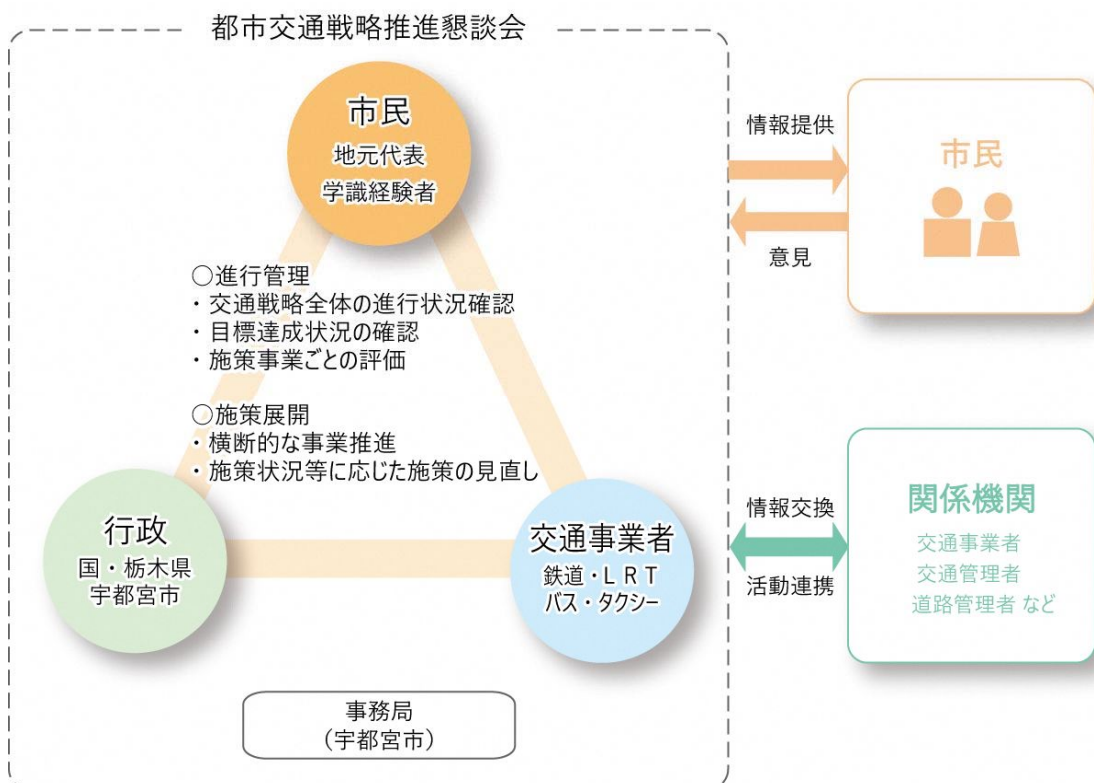 都市交通戦略推進懇談会
市民
地元代表
学識経験者
○進行管理
・交通戦略全体の進行状況確認
・目標達成状況の確認
・施策事業ごとの評価
○施策展開
・横断的な事業推進
・施策状況等に応じた施策の見直し
行政
国・栃木県
宇都宮市
交通事業者
鉄道・ＬＲＴ
バス・タクシー
事務局
（宇都宮市）
情報提供
意見
市民
情報交換
活動連携
関係機関
交通事業者
交通管理者
道路管理者 など